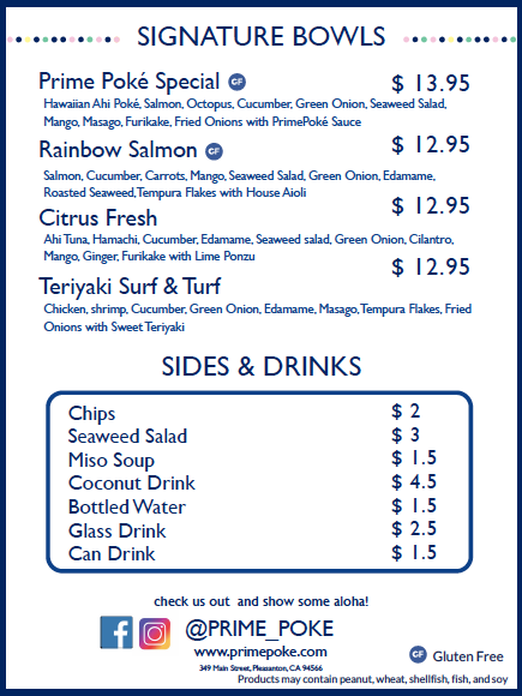 SIGNATURE BOWLS
Prime Poké Special GF $ 13.95
Hawaiian Ahi Poké, Salmon, Octopus, Cucumber, Green Onion, Seaweed Salad,
Mango, Masago, Furikake, Fried Onions with PrimePoké Sauce
Rainbow Salmon GF $ 12.95
Salmon, Cucumber, Carrots, Mango, Seaweed Salad, Green Onion, Edamame,
Roasted Seaweed, Tempura Flakes with House Aioli
Citrus Fresh $ 12.95
Ahi Tuna, Hamachi, Cucumber, Edamame, Seaweed salad, Green Onion, Cilantro,
Mango, Ginger, Furikake with Lime Ponzu
Teriyaki Surf & Turf $ 12.95
Chicken, shrimp, Cucumber, Green Onion, Edamame, Masago, Tempura Flakes, Fried
Onions with Sweet Teriyaki
SIDES & DRINKS
Chips $ 2
Seaweed Salad $ 3
Miso Soup $ 1.5
Coconut Drink $ 4.5
Bottled Water $ 1.5
Glass Drink $ 2.5
Can Drink $ 1.5
check us out and show some aloha!
@PRIME_POKE
www.primepoke.com
349 Main Street, Pleasanton, CA 94566
GF Gluten Free
Products may contain peanut, wheat, shellfish, fish, and soy